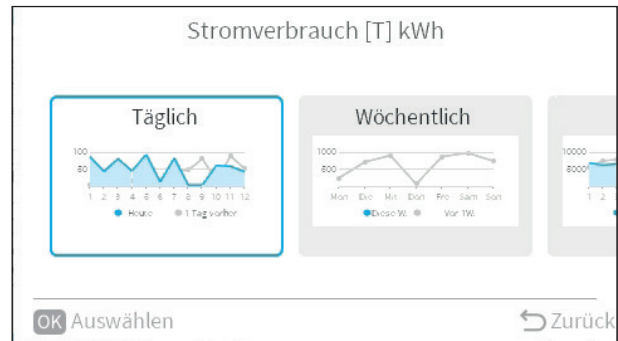 Stromverbrauch [T] kWh
Täglich
100
50
1 2 3 4 5 6 7 8 9 10 11 12
Heute 1 Tag vorher
Wöchentlich
1000
500
Mon Die Mit Don Fre Sam Son
Diese W. Vor 1W.
10000
5000
1 2
OK Auswählen
Zurück